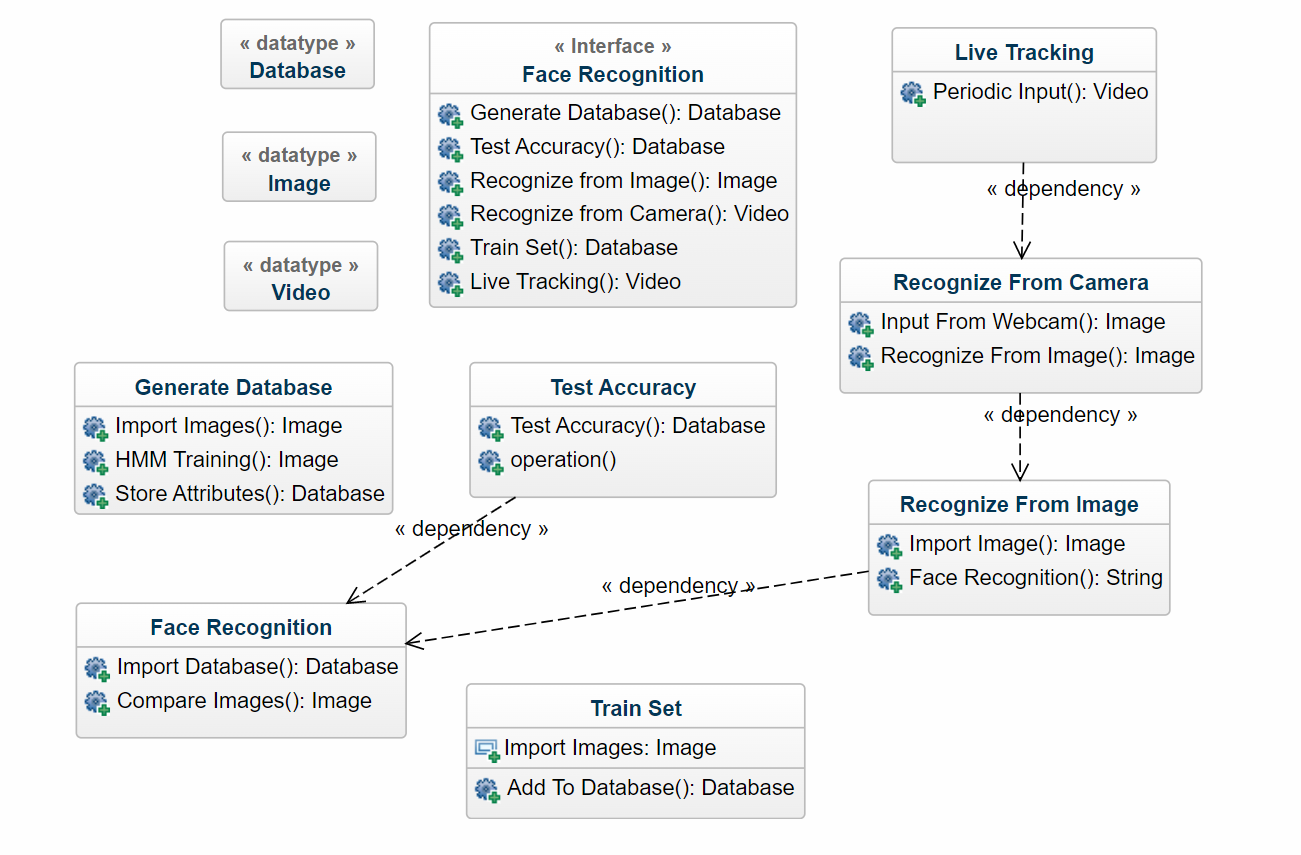 « datatype »
Database
« Interface »
Face Recognition
Generate Database(): Database
Test Accuracy(): Database
Recognize from Image(): Image
Recognize from Camera(): Video
Train Set(): Database
Live Tracking(): Video
Live Tracking
Periodic Input(): Video
« dependency »
« datatype »
Image
« datatype »
Video
Recognize From Camera
Input From Webcam(): Image
Recognize From Image(): Image
« dependency »
Generate Database
Import Images(): Image
HMM Training(): Image
Store Attributes(): Database
Test Accuracy
Test Accuracy(): Database
operation()
« dependency »
Recognize From Image
Import Image(): Image
Face Recognition(): String
« dependency »
Face Recognition
Import Database(): Database
Compare Images(): Image
Train Set
Import Images: Image
Add To Database(): Database